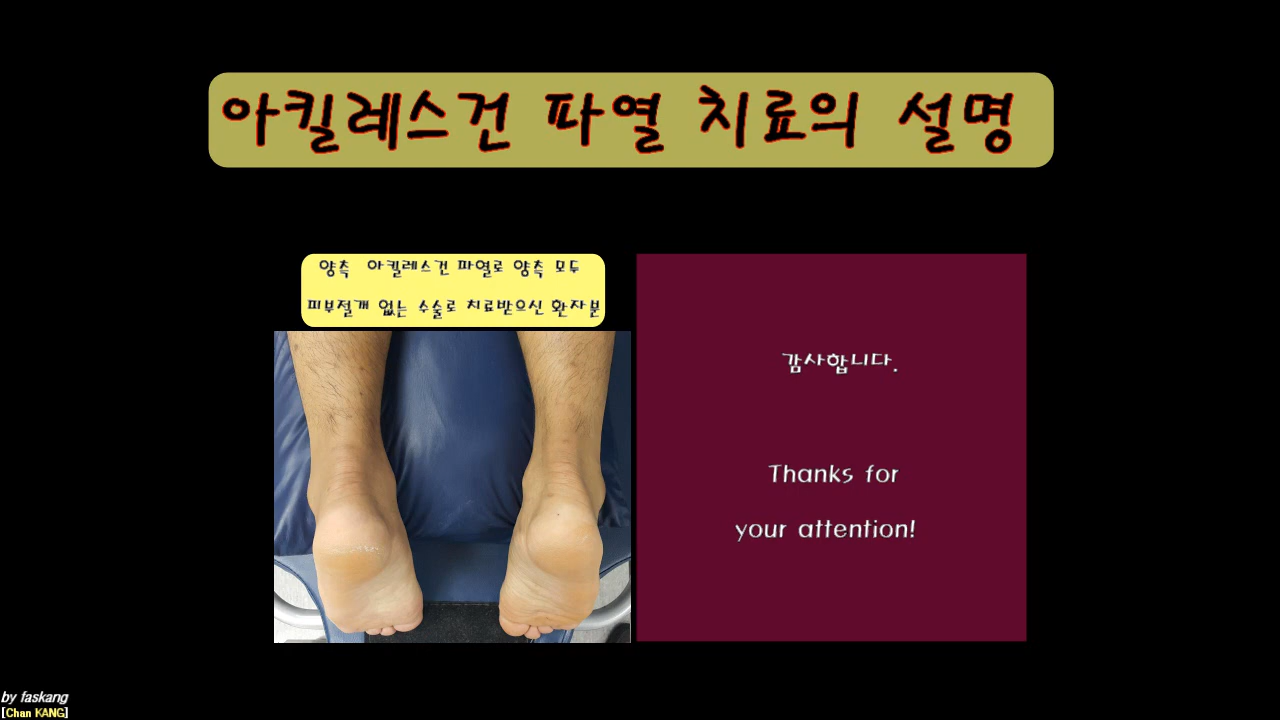 아킬레스건 파열 치료의 설명
양측 아킬레스건 파열로 양측 모두
피부절개 없는 수술로 치료받으신 환자분
감사합니다.
Thanks for
your attention!
by faskang
[Chan KANG]